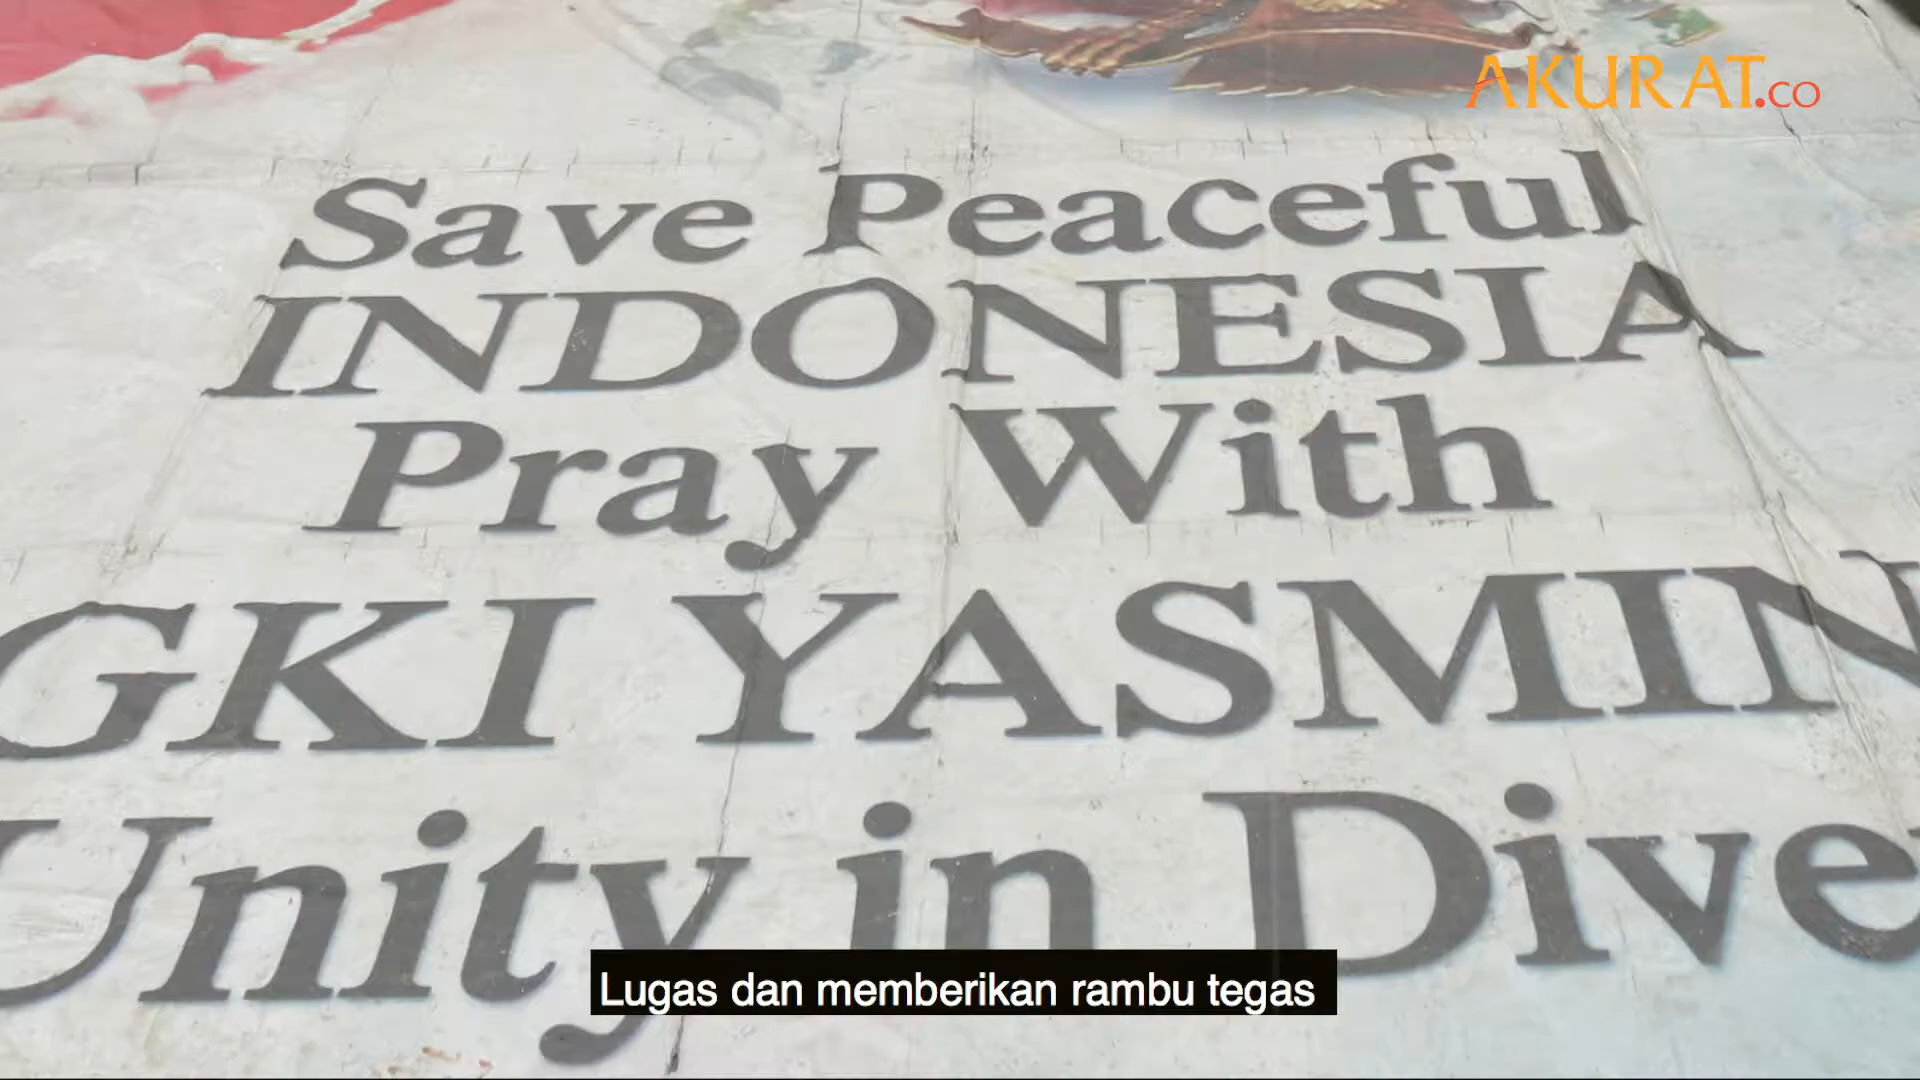 AKURAT.co
Save Peaceful
INDONESIA
Pray With
GKI YASMIN
Unity in Dive
Lugas dan memberikan rambu tegas